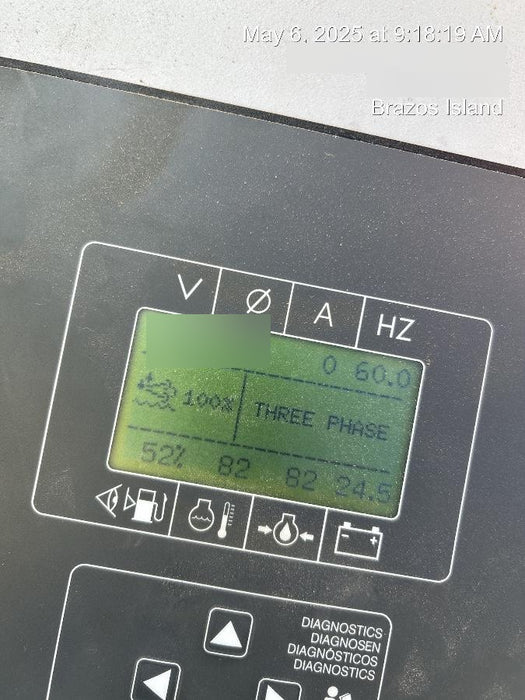 May 6, 2025 at 9:18:19 AM
Brazos Island
V Ø A HZ
0 60.0
100% THREE PHASE
52% 82 82 24.5
DIAGNOSTICS
DIAGNOSEN
DIAGNÓSTICOS
DIAGNOSTICS